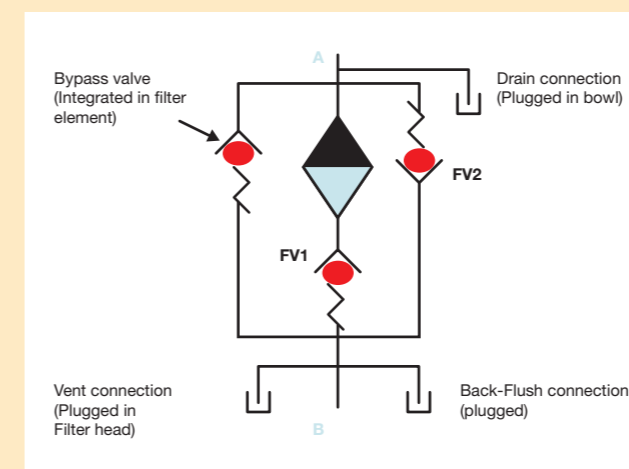 A
Bypass valve
(Integrated in filter
element)
Drain connection
(Plugged in bowl)
FV2
FV1
Vent connection
(Plugged in
Filter head)
Back-Flush connection
(plugged)
B